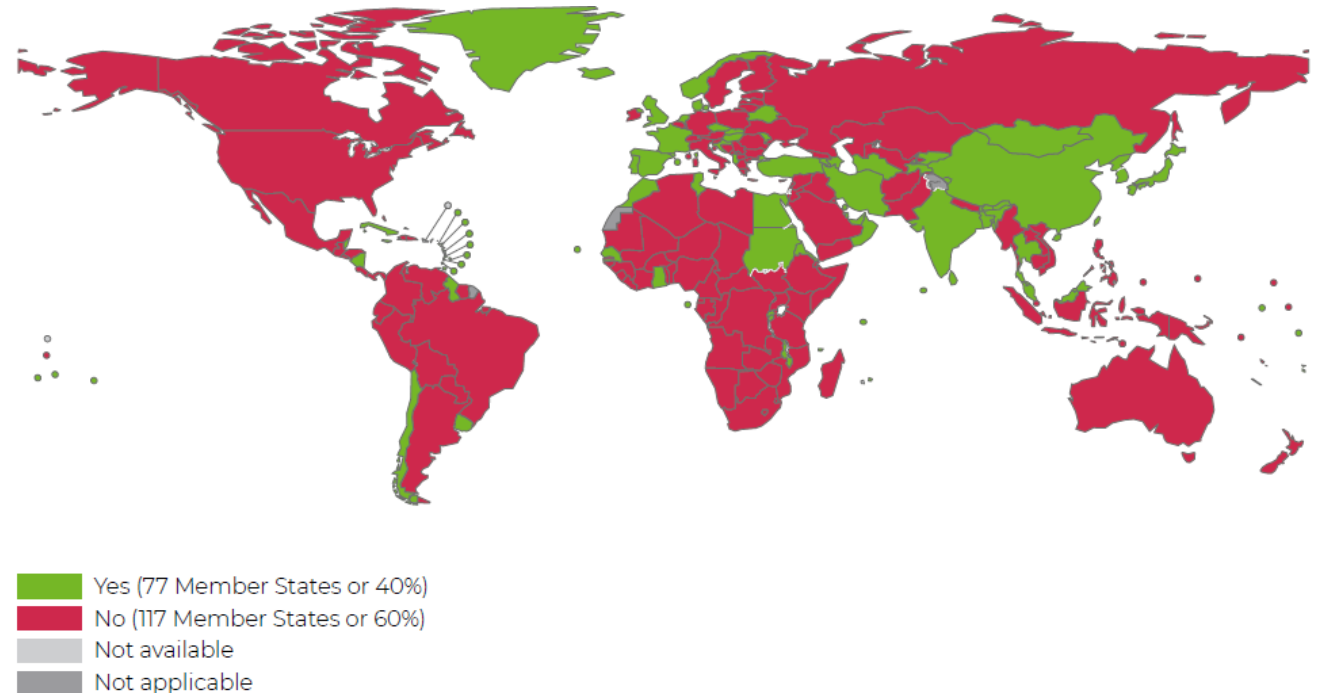 Yes (77 Member States or 40%)
No (117 Member States or 60%)
Not available
Not applicable